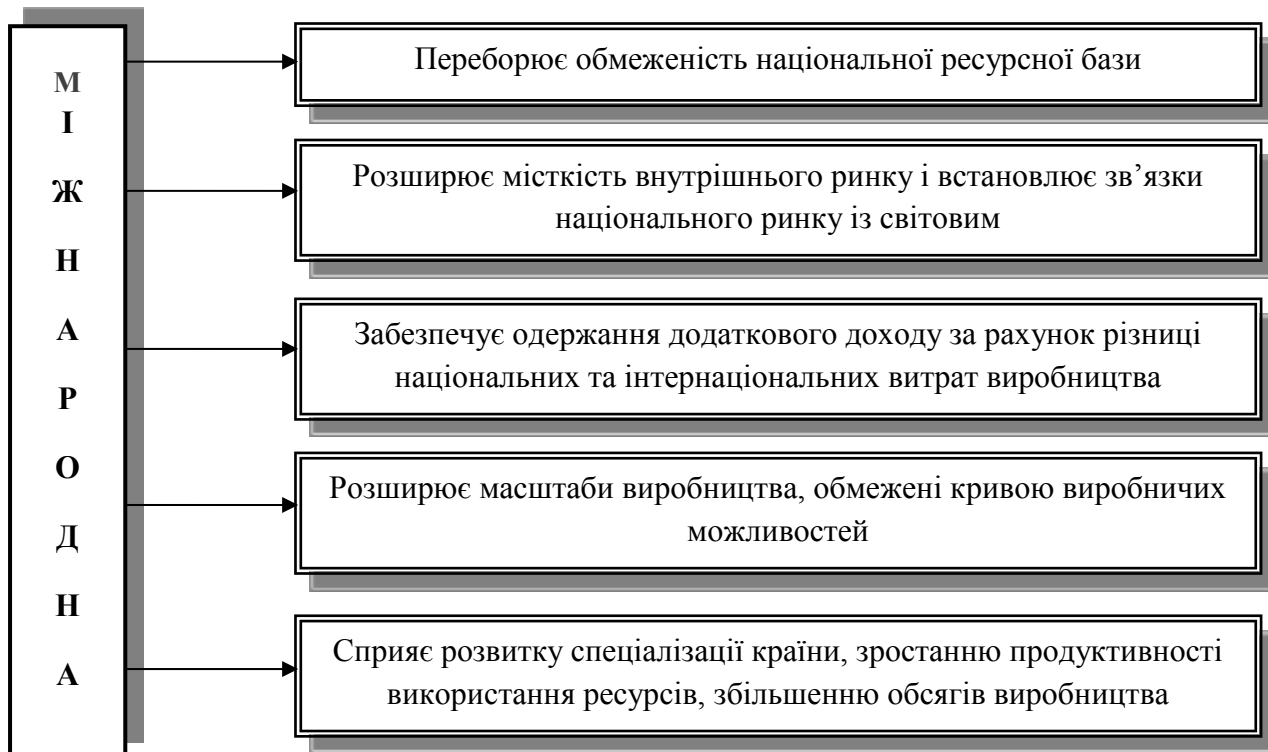 М
І
Ж
Н
А
Р
О
Д
Н
А
Переборює обмеженість національної ресурсної бази
Розширює місткість внутрішнього ринку і встановлює зв’язки
національного ринку із світовим
Забезпечує одержання додаткового доходу за рахунок різниці
національних та інтернаціональних витрат виробництва
Розширює масштаби виробництва, обмежені кривою виробничих
можливостей
Сприяє розвитку спеціалізації країни, зростанню продуктивності
використання ресурсів, збільшенню обсягів виробництва